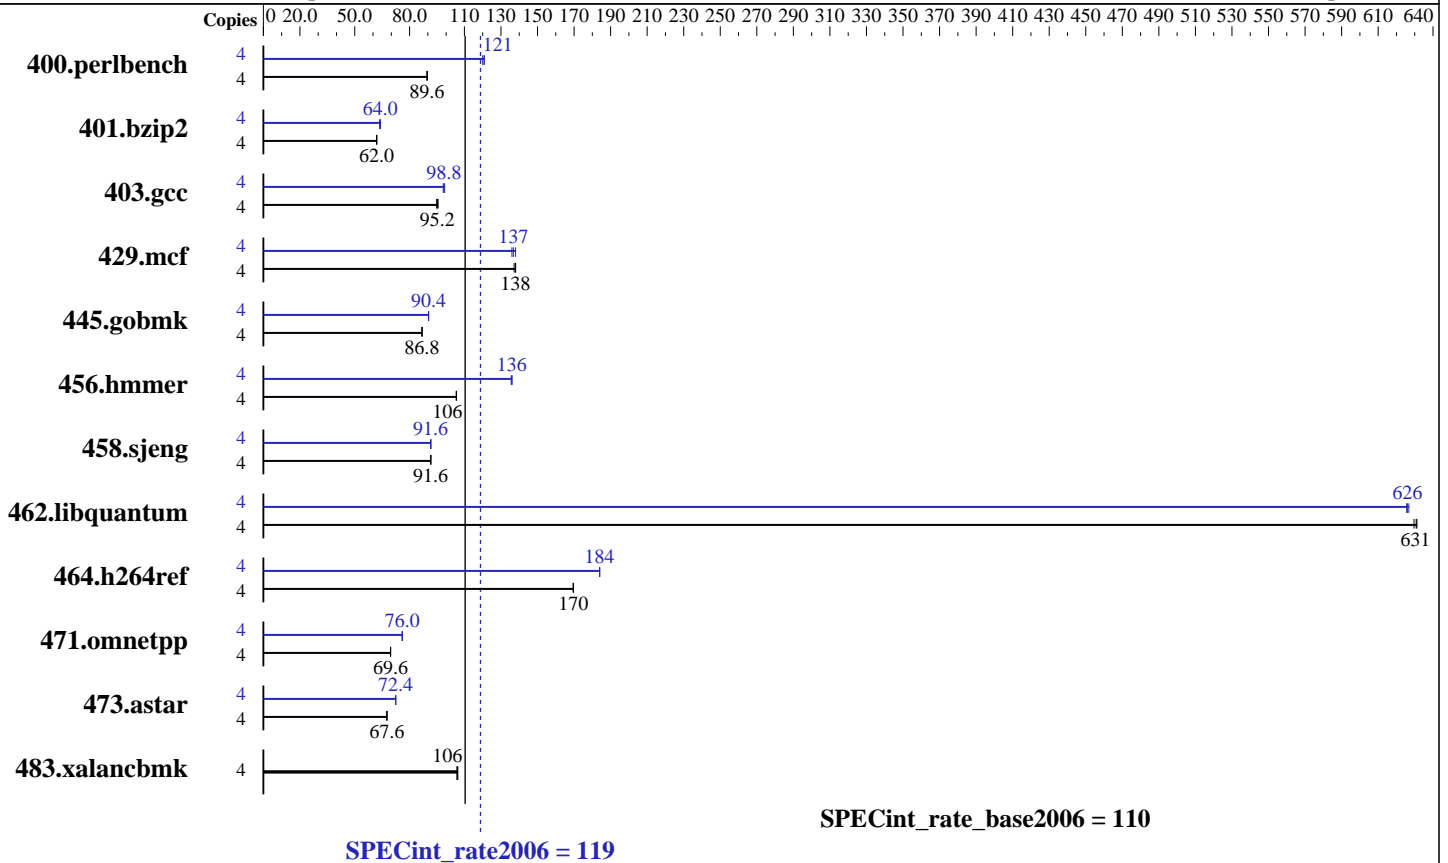 Copies 0 20.0 50.0 80.0 110 130 150 170 190 210 230 250 270 290 310 330 350 370 390 410 430 450 470 490 510 530 550 570 590 610 640
121
400.perlbench 4
4
89.6
64.0
401.bzip2 4
4
62.0
98.8
403.gcc 4
4
95.2
137
429.mcf 4
4
138
90.4
445.gobmk 4
4
86.8
136
456.hmmer 4
4
106
91.6
458.sjeng 4
4
91.6
626
462.libquantum 4
4
631
184
464.h264ref 4
4
170
76.0
471.omnetpp 4
4
69.6
72.4
473.astar 4
4
67.6
106
483.xalancbmk 4
SPECint_rate_base2006 = 110
SPECint_rate2006 = 119